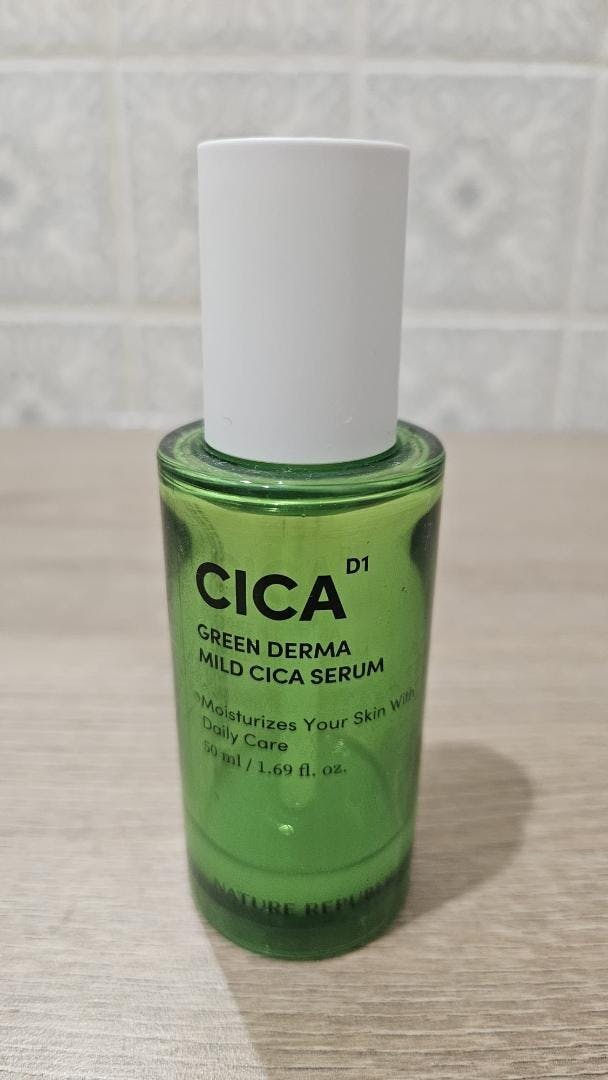 CICA D1
GREEN DERMA
MILD CICA SERUM
Moisturizes Your Skin With
Daily Care
50 ml / 1.69 fl. oz.
NATURE